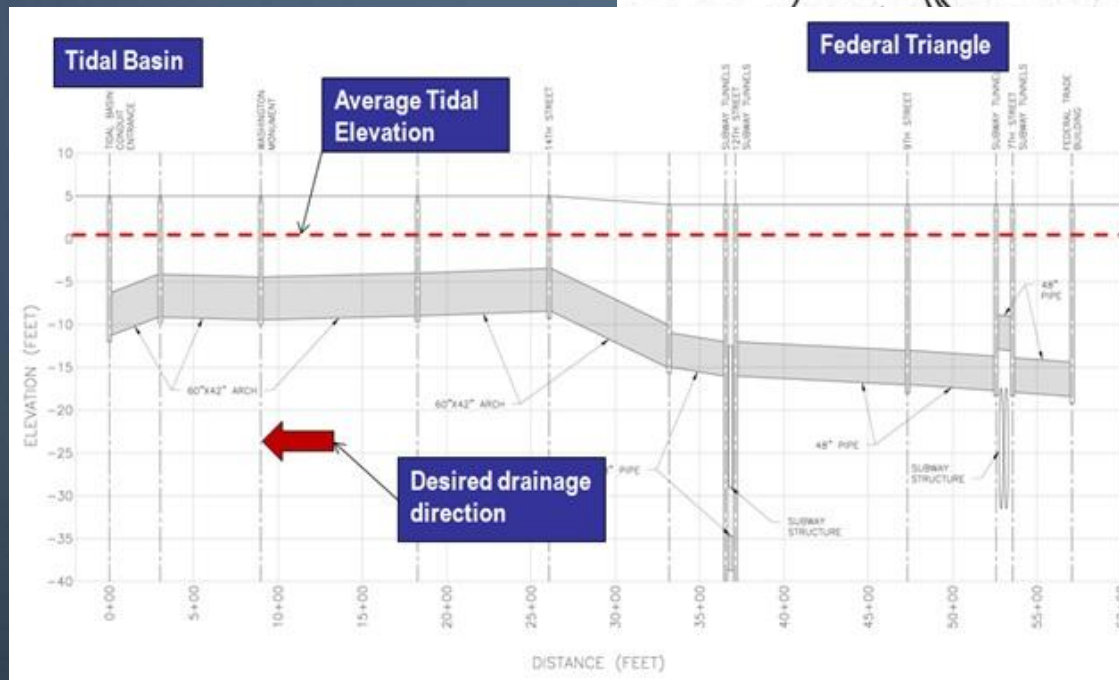 Tidal Basin
Federal Triangle
Average Tidal
Elevation
TIDAL BASIN
CONDUIT
ENTRANCE
WASHINGTON
MONUMENT
14TH STREET
SUBWAY TUNNELS
12TH STREET
SUBWAY TUNNELS
9TH STREET
SUBWAY TUNNELS
7TH STREET
SUBWAY TUNNELS
FEDERAL TRADE
BUILDING
ELEVATION (FEET)
10
5
0
-5
-10
-15
-20
-25
-30
-35
-40
60"X42" ARCH
60"X42" ARCH
PIPE
48" PIPE
48"
PIPE
SUBWAY
STRUCTURE
SUBWAY
STRUCTURE
Desired drainage
direction
0+00
5+00
10+00
15+00
20+00
25+00
30+00
35+00
40+00
45+00
50+00
55+00
DISTANCE (FEET)